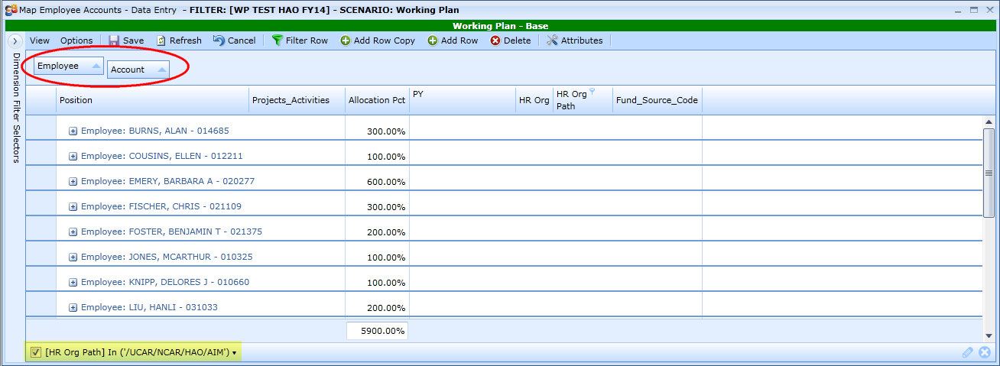 Map Employee Accounts - Data Entry - FILTER: [WP TEST HAO FY14] - SCENARIO: Working Plan
Working Plan - Base
View Options Save Refresh Cancel Filter Row Add Row Copy Add Row Delete Attributes
Dimension Filter Selectors
Employee Account
Position Projects_Activities Allocation Pct PY HR Org HR Org Path Fund_Source_Code
Employee: BURNS, ALAN - 014685 300.00%
Employee: COUSINS, ELLEN - 012211 100.00%
Employee: EMERY, BARBARA A - 020277 600.00%
Employee: FISCHER, CHRIS - 021109 300.00%
Employee: FOSTER, BENJAMIN T - 021375 200.00%
Employee: JONES, MCARTHUR - 010325 100.00%
Employee: KNIPP, DELORES J - 010660 100.00%
Employee: LIU, HANLI - 031033 200.00%
5900.00%
[HR Org Path] In ('/UCAR/NCAR/HAO/AIM')